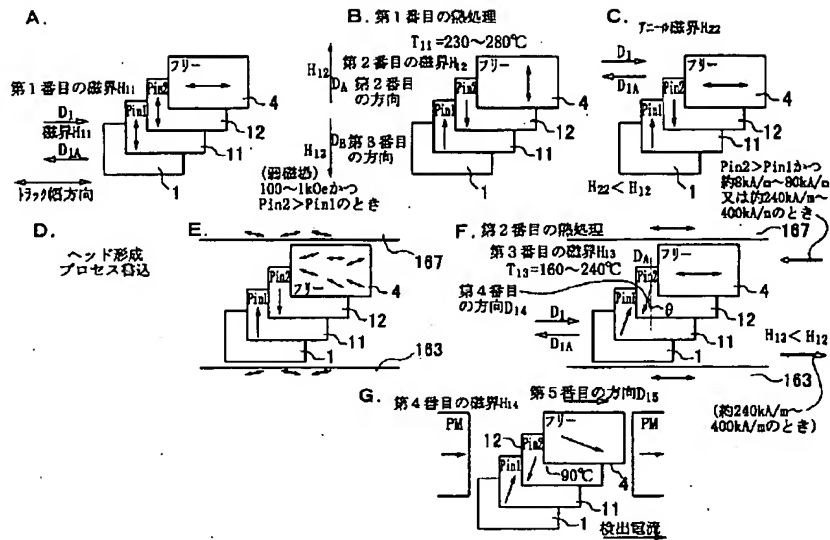 A.
第1番目の磁界H11
D1
磁界H11
D1A
トラック幅方向
Pin1
Pin2
フリー
4
12
11
1
B. 第1番目の熱処理
T11=230～280℃
H12
第2番目の磁界H12
DA 第2番目
の方向
H13
DB 第3番目
の方向
100～1kOeかつ
Pin2>Pin1のとき
Pin1
Pin2
フリー
4
12
11
1
C. アニール磁界H22
D1
D1A
Pin1
Pin2
フリー
4
12
11
1
H22<H12
Pin2>Pin1かつ
約8kA/m～80kA/m
又は約240kA/m～
400kA/mのとき
D. ヘッド形成
プロセス
E.
167
Pin1
Pin2
フリー
4
12
11
1
163
F. 第2番目の熱処理
第3番目の磁界H13
T13=160～240℃
第4番目
の方向D14
D1
D1A
DA
Pin1
Pin2
フリー
θ
4
12
11
1
167
H13<H12
163
(約240kA/m～
400kA/mのとき)
G. 第4番目の磁界H14
第5番目の方向D15
PM
12
Pin1
Pin2
フリー
PM
90℃
4
11
1
検出電流